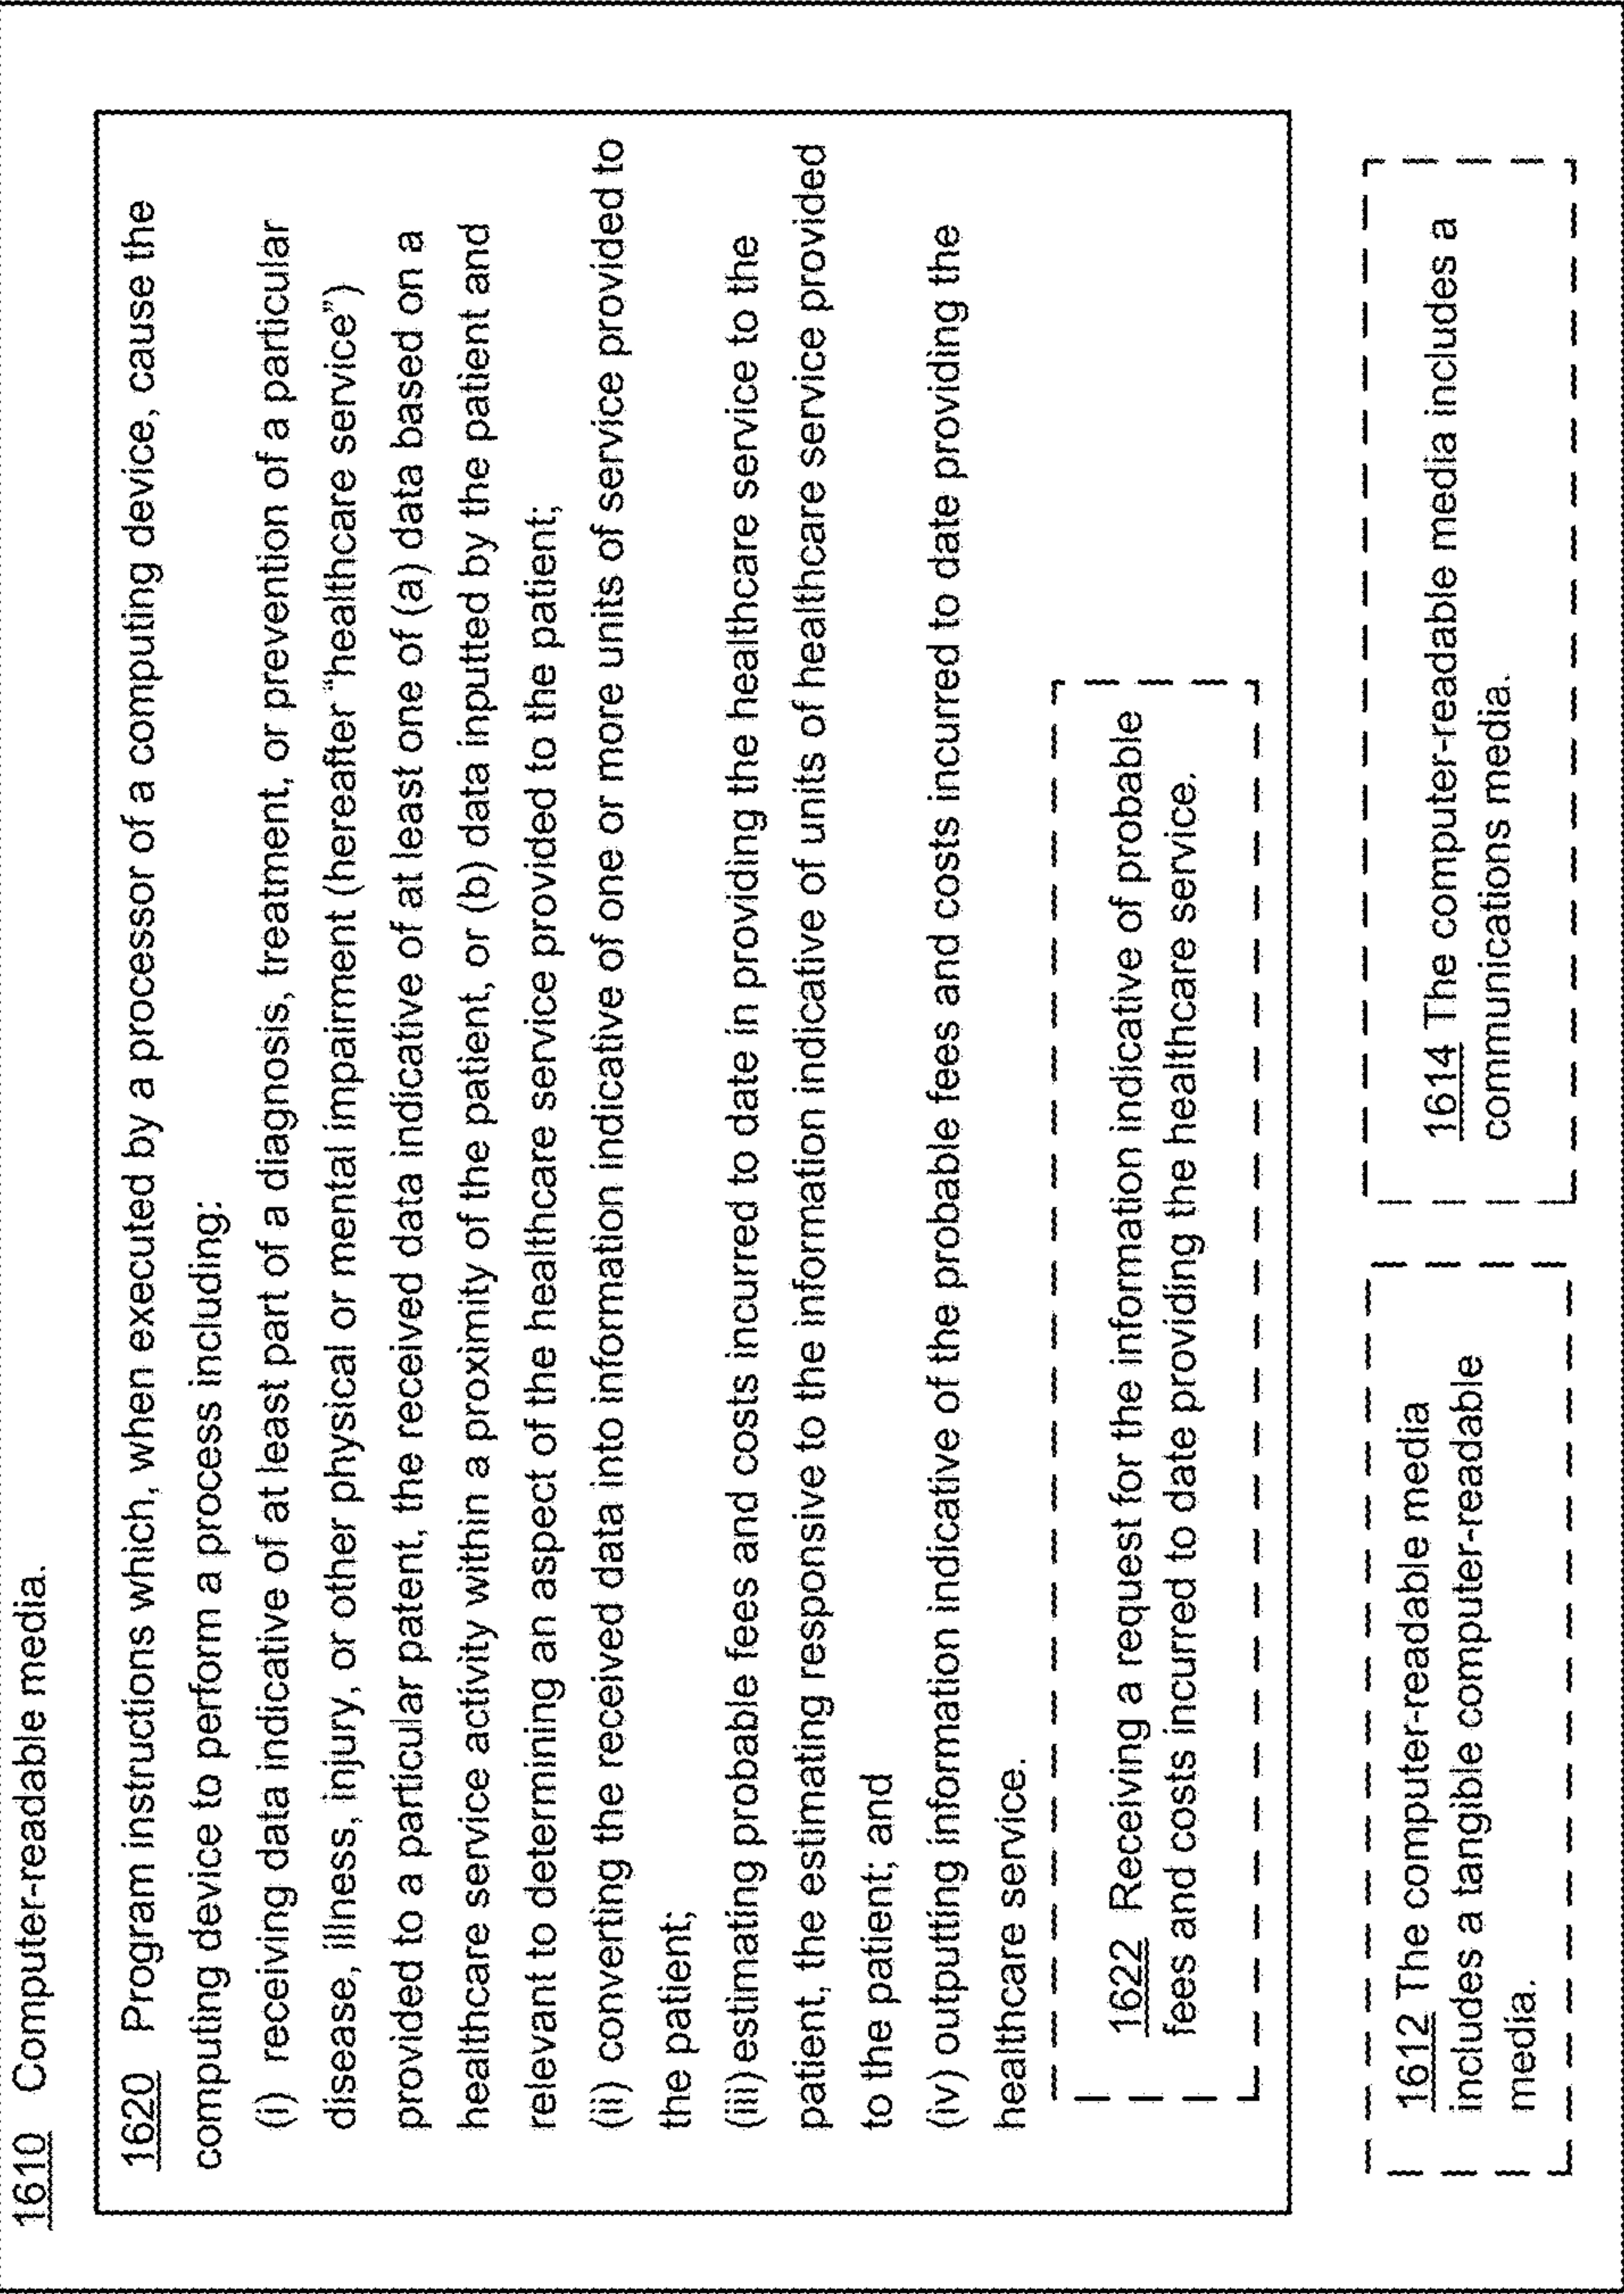 1610 Computer-readable media.
1620 Program instructions which, when executed by a processor of a computing device, cause the
computing device to perform a process including:
(i) receiving data indicative of at least part of a diagnosis, treatment, or prevention of a particular
disease, illness, injury, or other physical or mental impairment (hereafter “healthcare service”)
provided to a particular patent, the received data indicative of at least one of (a) data based on a
healthcare service activity within a proximity of the patient, or (b) data inputted by the patient and
relevant to determining an aspect of the healthcare service provided to the patient;
(ii) converting the received data into information indicative of one or more units of service provided to
the patient;
(iii) estimating probable fees and costs incurred to date in providing the healthcare service to the
patient, the estimating responsive to the information indicative of units of healthcare service provided
to the patient; and
(iv) outputting information indicative of the probable fees and costs incurred to date providing the
healthcare service.
1622 Receiving a request for the information indicative of probable
fees and costs incurred to date providing the healthcare service.
1612 The computer-readable media
includes a tangible computer-readable
media.
1614 The computer-readable media includes a
communications media.